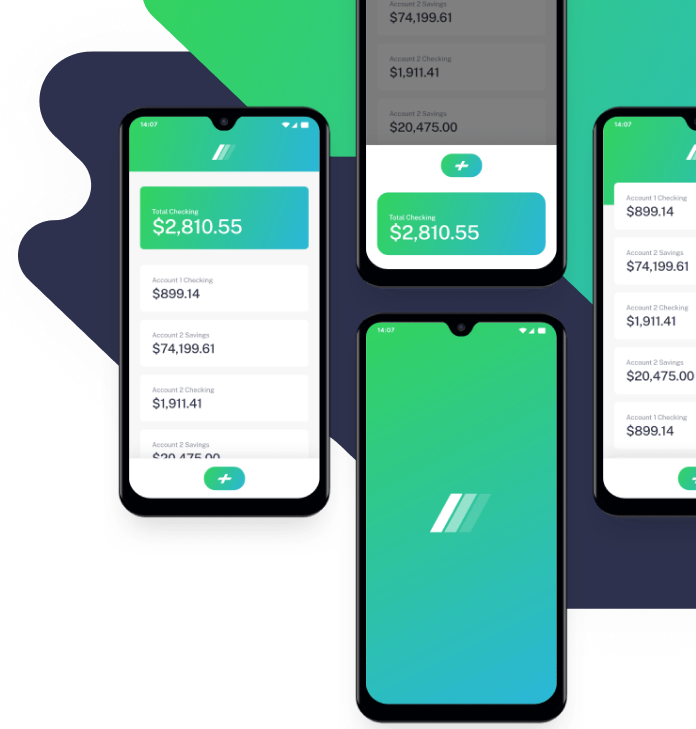 14:07
Total Checking
$2,810.55
Account 1 Checking
$899.14
Account 2 Savings
$74,199.61
Account 2 Checking
$1,911.41
Account 2 Savings
$20,475.00
Account 2 Savings
$74,199.61
Account 2 Checking
$1,911.41
Account 2 Savings
$20,475.00
Total Checking
$2,810.55
14:07
14:07
Account 1 Checking
$899.14
Account 2 Savings
$74,199.61
Account 2 Checking
$1,911.41
Account 2 Savings
$20,475.00
Account 1 Checking
$899.14